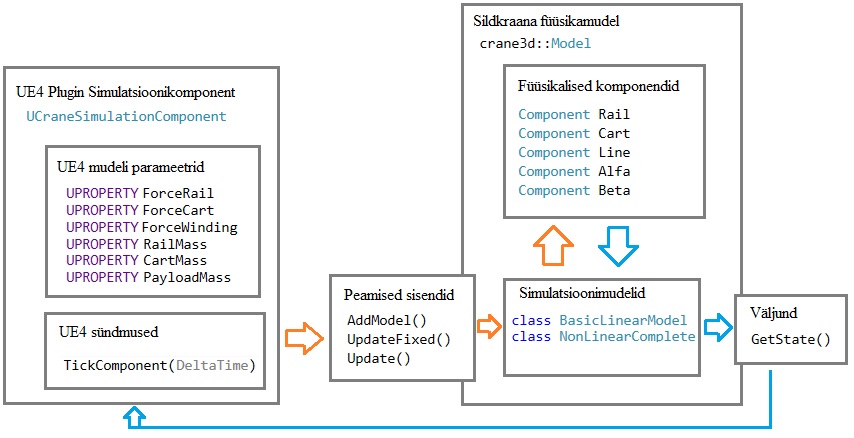 UE4 Plugin Simulatsioonikomponent
UCraneSimulationComponent
UE4 mudeli parameetrid
UPROPERTY ForceRail
UPROPERTY ForceCart
UPROPERTY ForceWinding
UPROPERTY RailMass
UPROPERTY CartMass
UPROPERTY PayloadMass
UE4 sündmused
TickComponent(DeltaTime)
Peamised sisendid
AddModel()
UpdateFixed()
Update()
Sildkraana füüsikamudel
crane3d::Model
Füüsikalised komponendid
Component Rail
Component Cart
Component Line
Component Alfa
Component Beta
Simulatsioonimudelid
class BasicLinearModel
class NonLinearComplete
Väljund
GetState()